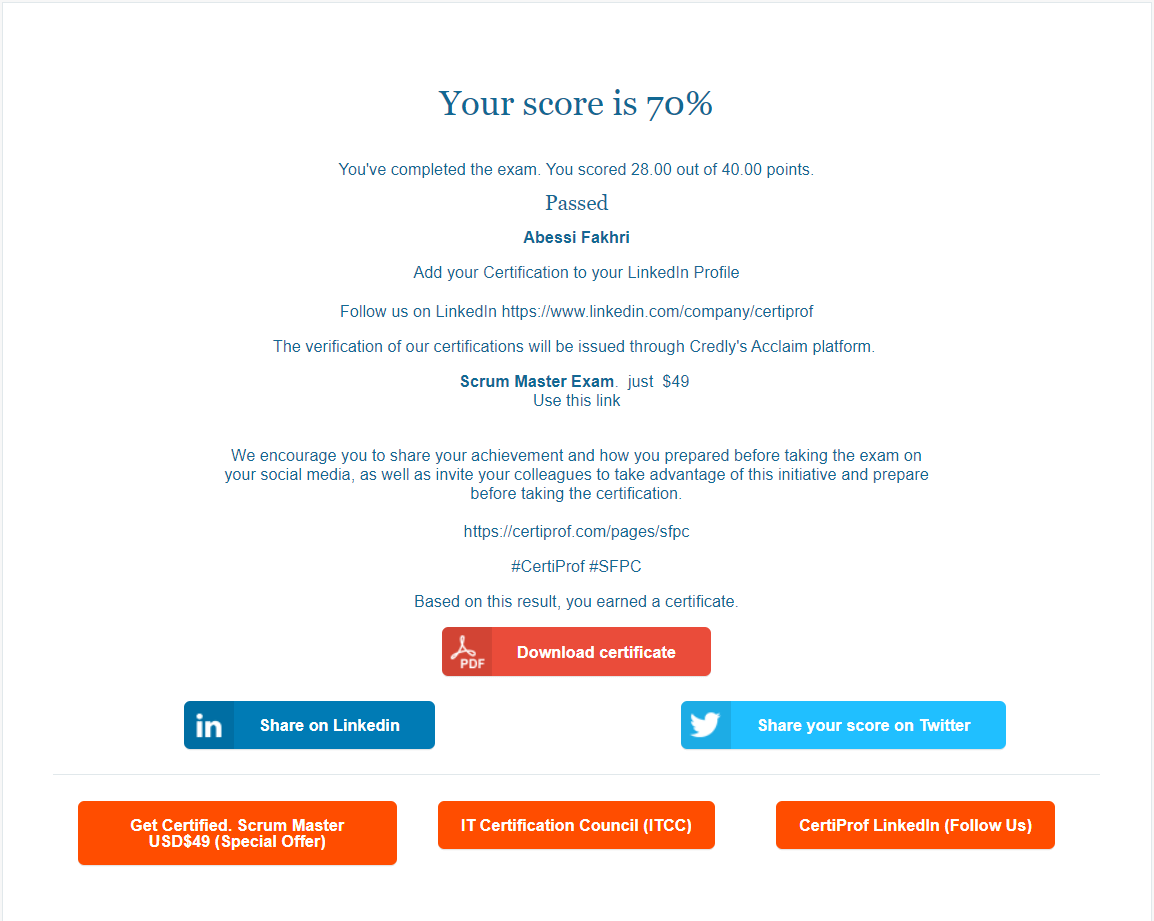 Your score is 70%
You've completed the exam. You scored 28.00 out of 40.00 points.
Passed
Abessi Fakhri
Add your Certification to your LinkedIn Profile
Follow us on LinkedIn https://www.linkedin.com/company/certiprof
The verification of our certifications will be issued through Credly's Acclaim platform.
Scrum Master Exam.  just  $49
Use this link
We encourage you to share your achievement and how you prepared before taking the exam on
your social media, as well as invite your colleagues to take advantage of this initiative and prepare
before taking the certification.
https://certiprof.com/pages/sfpc
#CertiProf #SFPC
Based on this result, you earned a certificate.
PDF Download certificate
in Share on Linkedin
Share your score on Twitter
Get Certified. Scrum Master
USD$49 (Special Offer)
IT Certification Council (ITCC)
CertiProf LinkedIn (Follow Us)